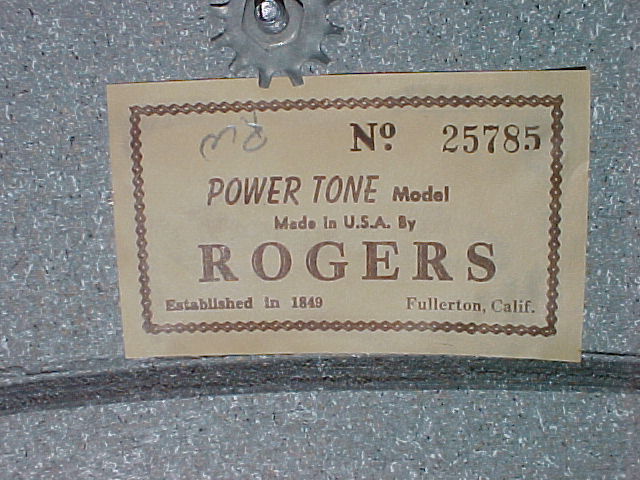 Nº 25785
POWER TONE Model
Made in U.S.A. By
ROGERS
Established in 1849 Fullerton, Calif.